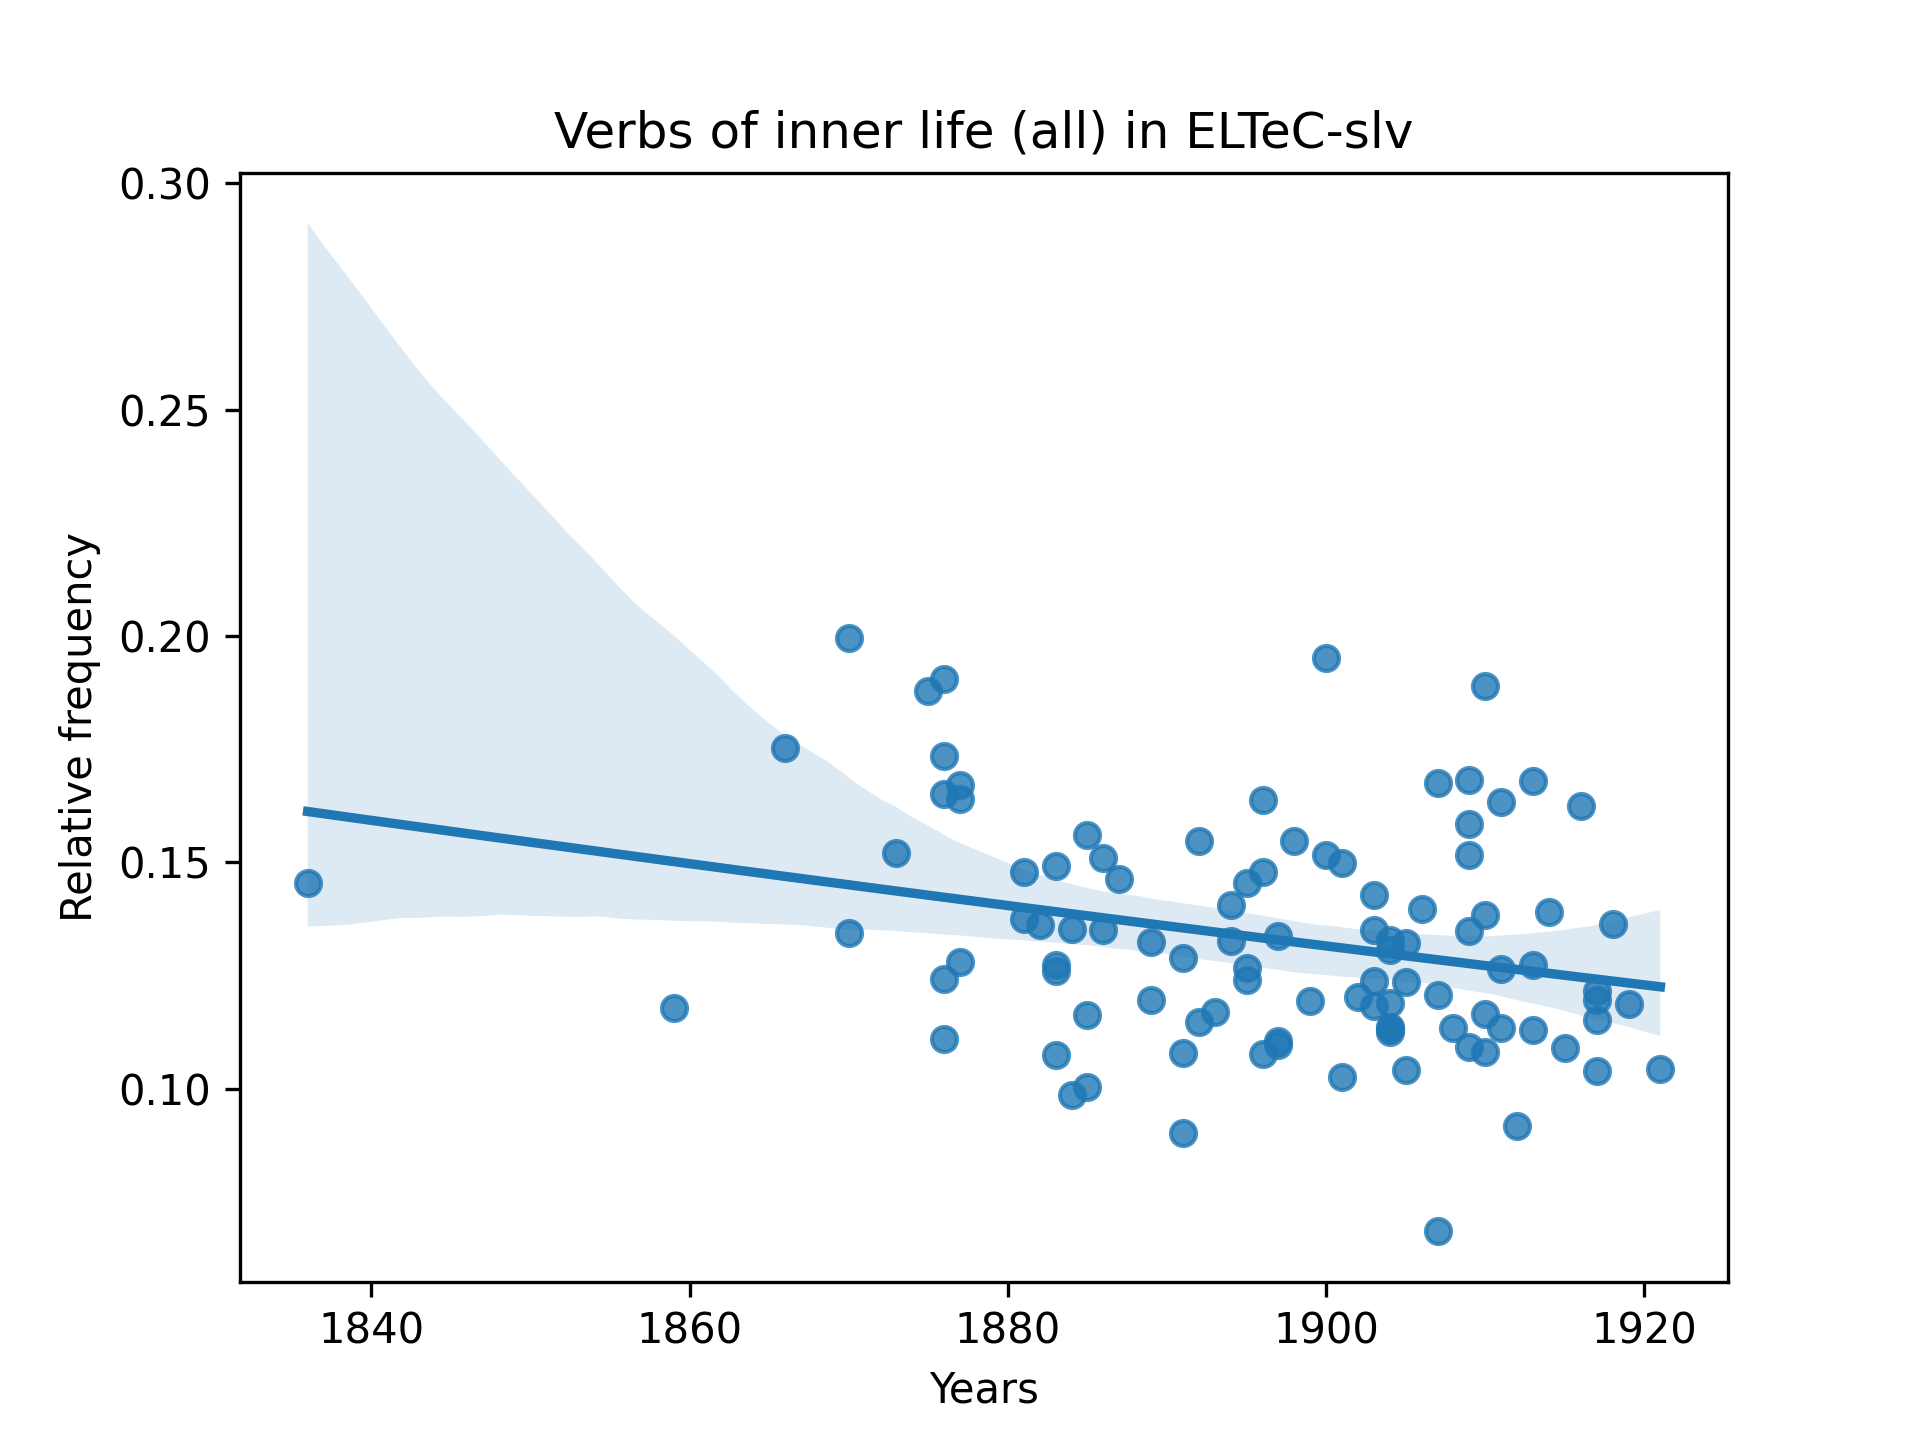 Verbs of inner life (all) in ELTeC-slv
0.30
0.25
0.20
0.15
0.10
Relative frequency
1840 1860 1880 1900 1920
Years